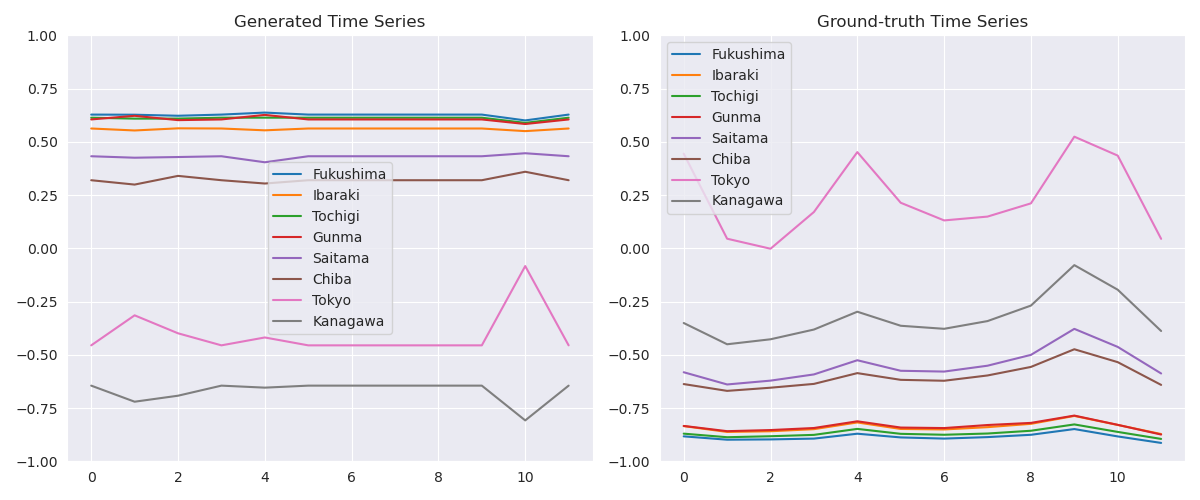 Generated Time Series
1.00
0.75
0.50
0.25
0.00
−0.25
−0.50
−0.75
−1.00
0 2 4 6 8 10
Fukushima
Ibaraki
Tochigi
Gunma
Saitama
Chiba
Tokyo
Kanagawa
Ground-truth Time Series
1.00
0.75
0.50
0.25
0.00
−0.25
−0.50
−0.75
−1.00
0 2 4 6 8 10
Fukushima
Ibaraki
Tochigi
Gunma
Saitama
Chiba
Tokyo
Kanagawa